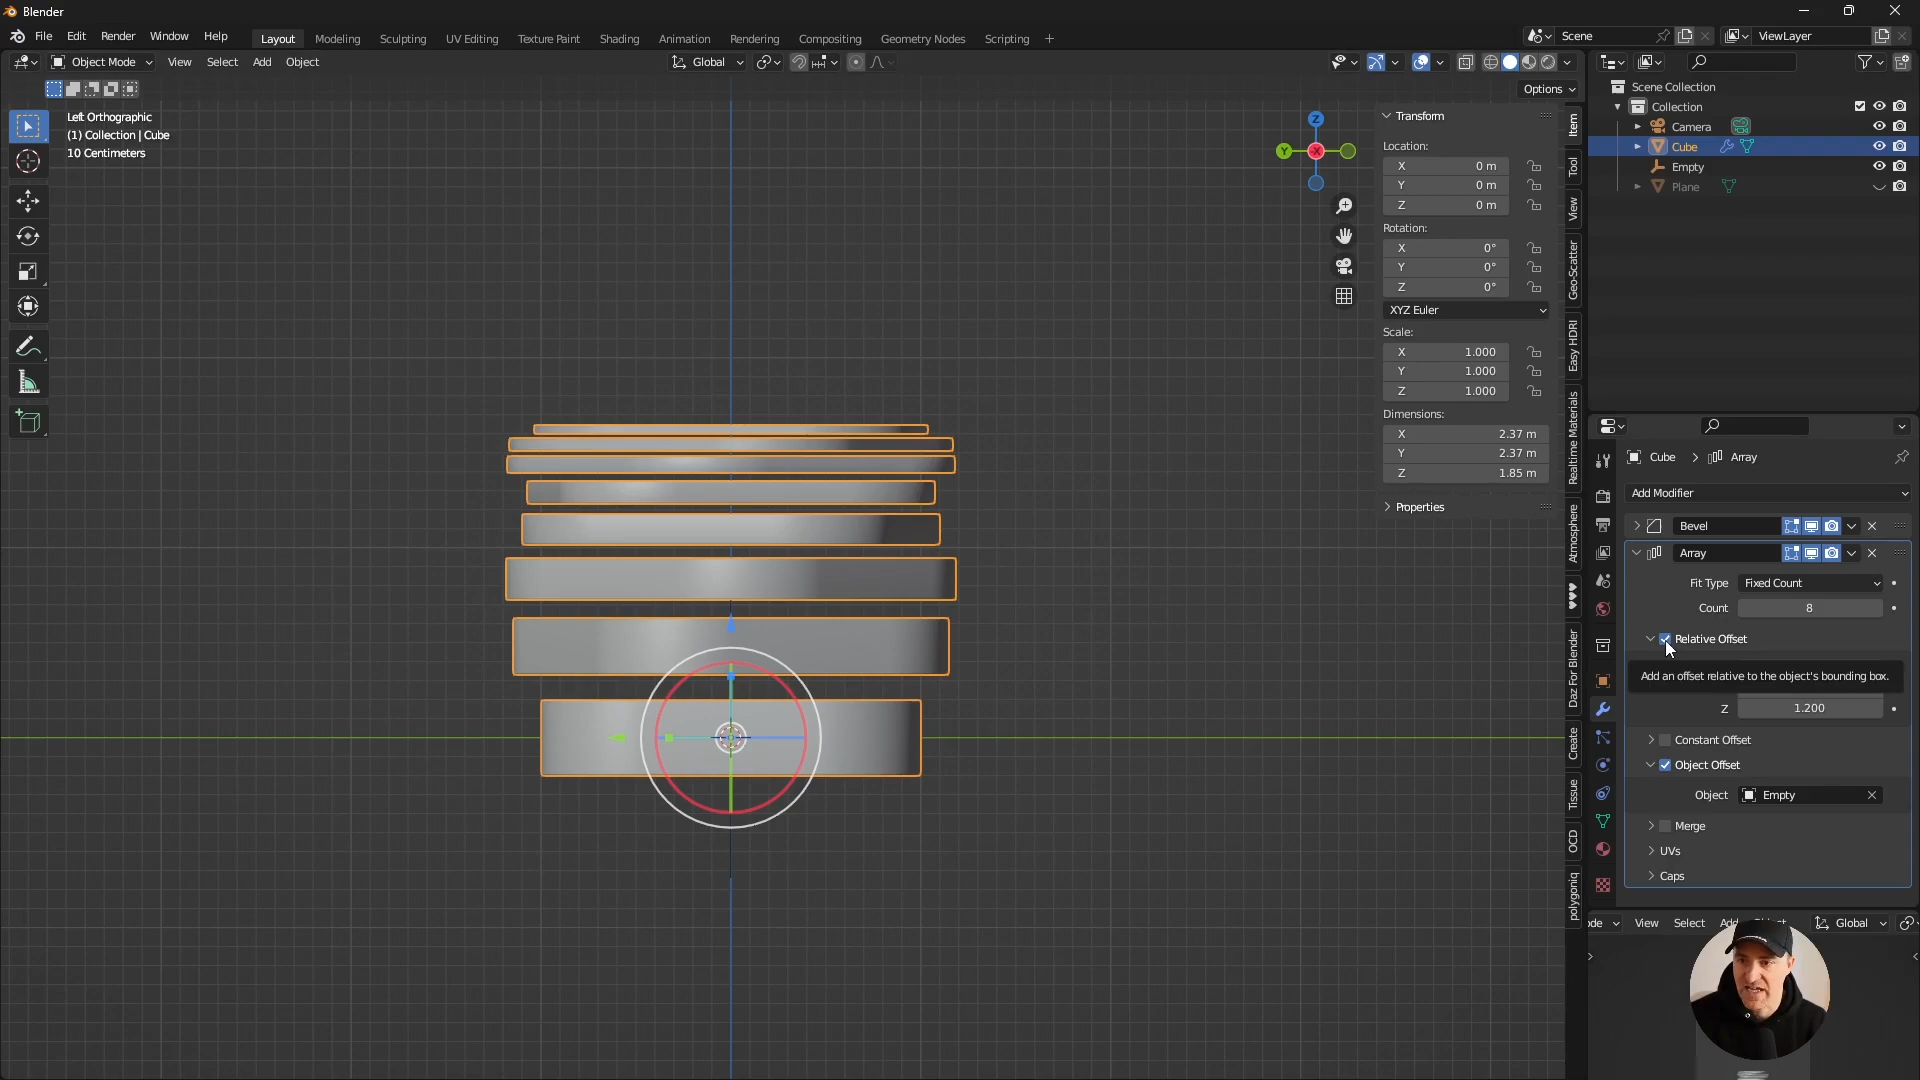 Blender
File Edit Render Window Help Layout Modeling Sculpting UV Editing Texture Paint Shading Animation Rendering Compositing Geometry Nodes Scripting + Scene ViewLayer
Object Mode View Select Add Object Global
Options
Left Orthographic
(1) Collection | Cube
10 Centimeters
Z
Y
X
Transform
Location:
X 0 m
Y 0 m
Z 0 m
Rotation:
X 0°
Y 0°
Z 0°
XYZ Euler
Scale:
X 1.000
Y 1.000
Z 1.000
Dimensions:
X 2.37 m
Y 2.37 m
Z 1.85 m
Properties
Item
Tool
View
Geo-Scatter
Easy HDRI
Realtime Materials
Atmosphere
♥♥♥
Daz For Blender
Create
Tissue
OCD
polygoniq
Scene Collection
Collection
Camera
Cube
Empty
Plane
Cube > Array
Add Modifier
Bevel
Array
Fit Type Fixed Count
Count 8
Relative Offset
Add an offset relative to the object's bounding box.
Z 1.200
Constant Offset
Object Offset
Object Empty
Merge
UVs
Caps
View Select Global